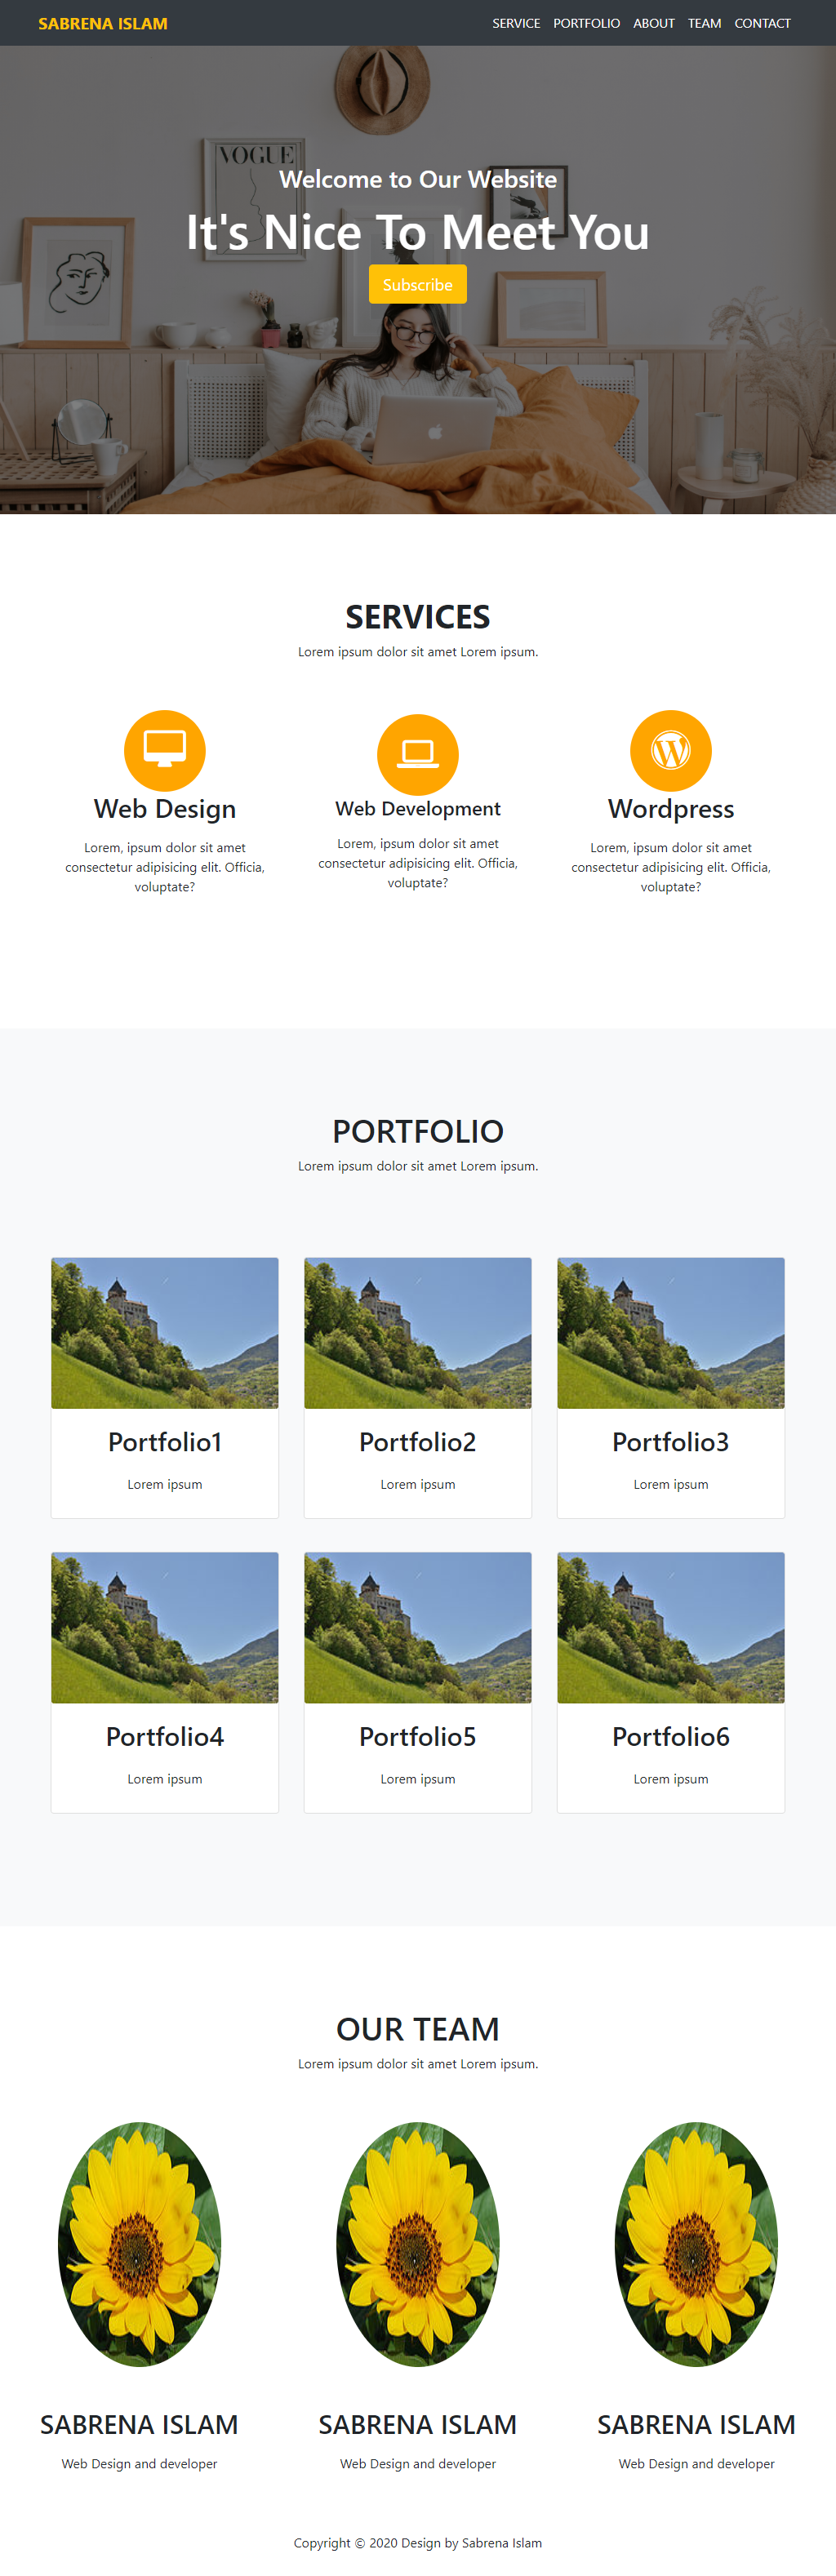 SABRENA ISLAM
SERVICE PORTFOLIO ABOUT TEAM CONTACT
VOGUE
Welcome to Our Website
It's Nice To Meet You
Subscribe
SERVICES
Lorem ipsum dolor sit amet Lorem ipsum.
Web Design
Lorem, ipsum dolor sit amet
consectetur adipisicing elit. Officia,
voluptate?
Web Development
Lorem, ipsum dolor sit amet
consectetur adipisicing elit. Officia,
voluptate?
Wordpress
Lorem, ipsum dolor sit amet
consectetur adipisicing elit. Officia,
voluptate?
PORTFOLIO
Lorem ipsum dolor sit amet Lorem ipsum.
Portfolio1
Lorem ipsum
Portfolio2
Lorem ipsum
Portfolio3
Lorem ipsum
Portfolio4
Lorem ipsum
Portfolio5
Lorem ipsum
Portfolio6
Lorem ipsum
OUR TEAM
Lorem ipsum dolor sit amet Lorem ipsum.
SABRENA ISLAM
Web Design and developer
SABRENA ISLAM
Web Design and developer
SABRENA ISLAM
Web Design and developer
Copyright © 2020 Design by Sabrena Islam